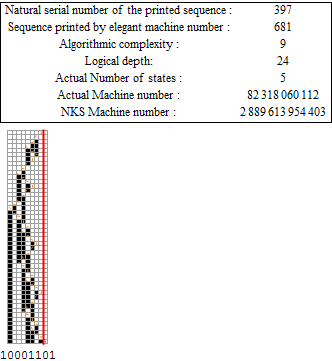 Natural serial number of the printed sequence : 397
Sequence printed by elegant machine number : 681
Algorithmic complexity : 9
Logical depth: 24
Actual Number of states : 5
Actual Machine number : 82 318 060 112
NKS Machine number : 2 889 613 954 403
10001101